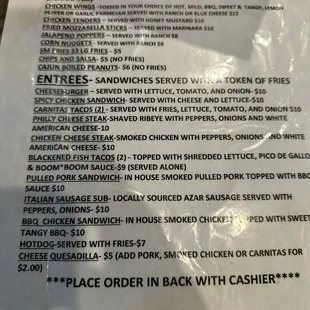 CHICKEN WINGS -TOSSED IN YOUR CHOICE OF HOT, MILD, BBQ, SWEET & TANGY, LEMON
PEPPER OR GARLIC PARMESAN SERVED WITH RANCH OR BLUE CHEESE $12
CHICKEN TENDERS – SERVED WITH HONEY MUSTARD $10
FRIED MOZZARELLA STICKS – SERVED WITH MARINARA $8
JALAPENO POPPERS – SERVED WITH RANCH $8
CORN NUGGETS – SERVED WITH RANCH $8
SM FRIES $3 LG FRIES - $5
CHIPS AND SALSA- $5 (NO FRIES)
CAJUN BOILED PEANUTS- $6 (NO FRIES)
ENTREES- SANDWICHES SERVED WITH A TOKEN OF FRIES
CHEESEBURGER – SERVED WITH LETTUCE, TOMATO, AND ONION- $10
SPICY CHICKEN SANDWICH- SERVED WITH CHEESE AND LETTUCE-$10
CARNITAS TACOS (2) - SERVED WITH FRIES, LETTUCE, TOMATO, AND ONION $10
PHILLY CHEESE STEAK-SHAVED RIBEYE WITH PEPPERS, ONIONS AND WHITE
AMERICAN CHEESE -10
CHICKEN CHEESE STEAK-SMOKED CHICKEN WITH PEPPERS, ONIONS AND WHITE
AMERICAN CHEESE- $10
BLACKENED FISH TACOS (2) - TOPPED WITH SHREDDED LETTUCE, PICO DE GALLO
& BOOM*BOOM SAUCE-$9 (SERVED ALONE)
PULLED PORK SANDWICH- IN HOUSE SMOKED PULLED PORK TOPPED WITH BBQ
SAUCE $10
ITALIAN SAUSAGE SUB- LOCALLY SOURCED AZAR SAUSAGE SERVED WITH
PEPPERS, ONIONS- $10
BBQ CHICKEN SANDWICH- IN HOUSE SMOKED CHICKEN TOPPED WITH SWEET
TANGY BBQ- $10
HOTDOG-SERVED WITH FRIES-$7
CHEESE QUESADILLA- $5 (ADD PORK, SMOKED CHICKEN OR CARNITAS FOR
$2.00)
***PLACE ORDER IN BACK WITH CASHIER****